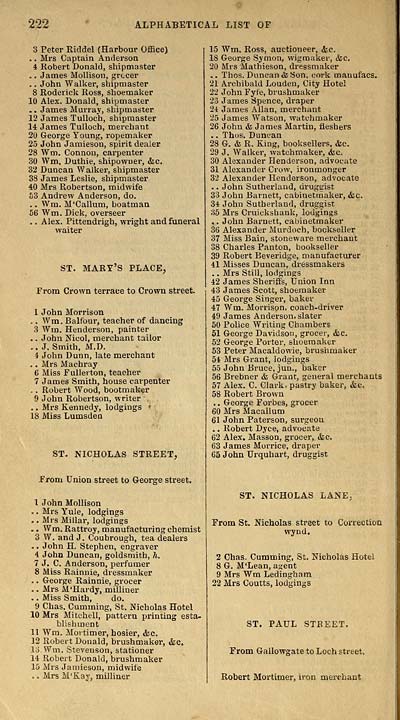 222
ALPHABETICAL LIST OF
3 Peter Riddel (Harbour Office)
.. Mrs Captain Anderson
4 Robert Donald, shipmaster
.. James Mollison, grocer
.. John Walker, shipmaster
8 Roderick Ross, shoemaker
10 Alex. Donald, shipmaster
.. James Murray, shipmaster
12 James Tulloch, shipmaster
14 James Tulloch, merchant
20 George Young, ropemaker
25 John Jamieson, spirit dealer
28 Wm. Connou, carpenter
30 Wm. Duthie, shipowner, &c.
32 Duncan Walker, shipmaster
38 James Leslie, shipmaster
40 Mrs Robertson, midwife
53 Andrew Anderson, do.
.. Wm. M'Callum, boatman
56 Wm. Dick, overseer
.. Alex. Pittendrigh, wright and funeral
waiter
ST. MARY'S PLACE,
From Crown terrace to Crown street.
1 John Morrison
.. Wm. Balfour, teacher of dancing
3 Wm. Henderson, painter
.. John Nicol, merchant tailor
.. J. Smith, M.D.
4 John Dunn, late merchant
.. Mrs Machray
6 Miss Fullerton, teacher
7 James Smith, house carpenter
.. Robert Wood, bootmaker
9 John Robertson, writer
.. Mrs Kennedy, lodgings
18 Miss Lumsden
ST. NICHOLAS STREET,
From Union street to George street.
1 John Mollison
.. Mrs Yule, lodgings
.. Mrs Millar, lodgings
.. Wm. Rattroy, manufacturing chemist
3 W. and J. Coubrough, tea dealers
.. John H. Stephen, engraver
4 John Duncan, goldsmith, h.
7 J. C. Anderson, perfumer
8 Miss Rainnie, dressmaker
.. George Rainnie, grocer
.. Mrs M'Hardy, milliner
.. Miss Smith, do.
9 Chas. Cumming, St. Nicholas Hotel
10 Mrs Mitchell, pattern printing esta-
blishment
11 Wm. Mortimer, hosier, &c.
12 Robert Donald, brushmaker, &c.
13 Wm. Stevenson, stationer
14 Robert Donald, brushmaker
15 Mrs Jamieson, midwife
.. Mrs M'Kay, milliner
15 Wm. Ross, auctioneer, &c.
18 George Symon, wigmaker, &c.
20 Mrs Mathieson, dressmaker
.. Thos. Duncan & Son, cork manufacs.
21 Archibald Louden, City Hotel
22 John Fyfe, brushmaker
23 James Spence, draper
24 James Allan, merchant
25 James Watson, watchmaker
26 John & James Martin, fleshers
.. Thos. Duncan
28 G. & R. King, booksellers, &c.
29 J. Walker, watchmaker, &c.
30 Alexander Henderson, advocate
31 Alexander Crow, ironmonger
32 Alexander Henderson, advocate
.. John Sutherland, druggist
33 John Barnett, cabinetmaker, &c.
34 John Sutherland, druggist
35 Mrs Cruickshank, lodgings
.. John Barnett, cabinetmaker
36 Alexander Murdoch, bookseller
37 Miss Bain, stoneware merchant
38 Charles Panton, bookseller
39 Robert Beveridge, manufacturer
41 Misses Duncan, dressmakers
.. Mrs Still, lodgings
42 James Sheriffs, Union Inn
43 James Scott, shoemaker
45 George Singer, baker
47 Wm. Morrison, coach-driver
49 James Anderson, slater
50 Police Writing Chambers
51 George Davidson, grocer, &c.
52 George Porter, shoemaker
53 Peter Macaldowie, brushmaker
54 Mrs Grant, lodgings
55 John Bruce, jun., baker
56 Brebner & Grant, general merchants
57 Alex. C. Clark, pastry baker, &c.
58 Robert Brown
.. George Forbes, grocer
60 Mrs Macallum
61 John Paterson, surgeon
.. Robert Dyce, advocate
62 Alex. Masson, grocer, &c.
63 James Morrice, draper
65 John Urquhart, druggist
ST. NICHOLAS LANE,
From St. Nicholas street to Correction
wynd.
2 Chas. Cumming, St. Nicholas Hotel
8 G. M'Lean, agent
9 Mrs Wm Ledingham
22 Mrs Coutts, lodgings
ST. PAUL STREET.
From Gallowgate to Loch street.
Robert Mortimer, iron merchant